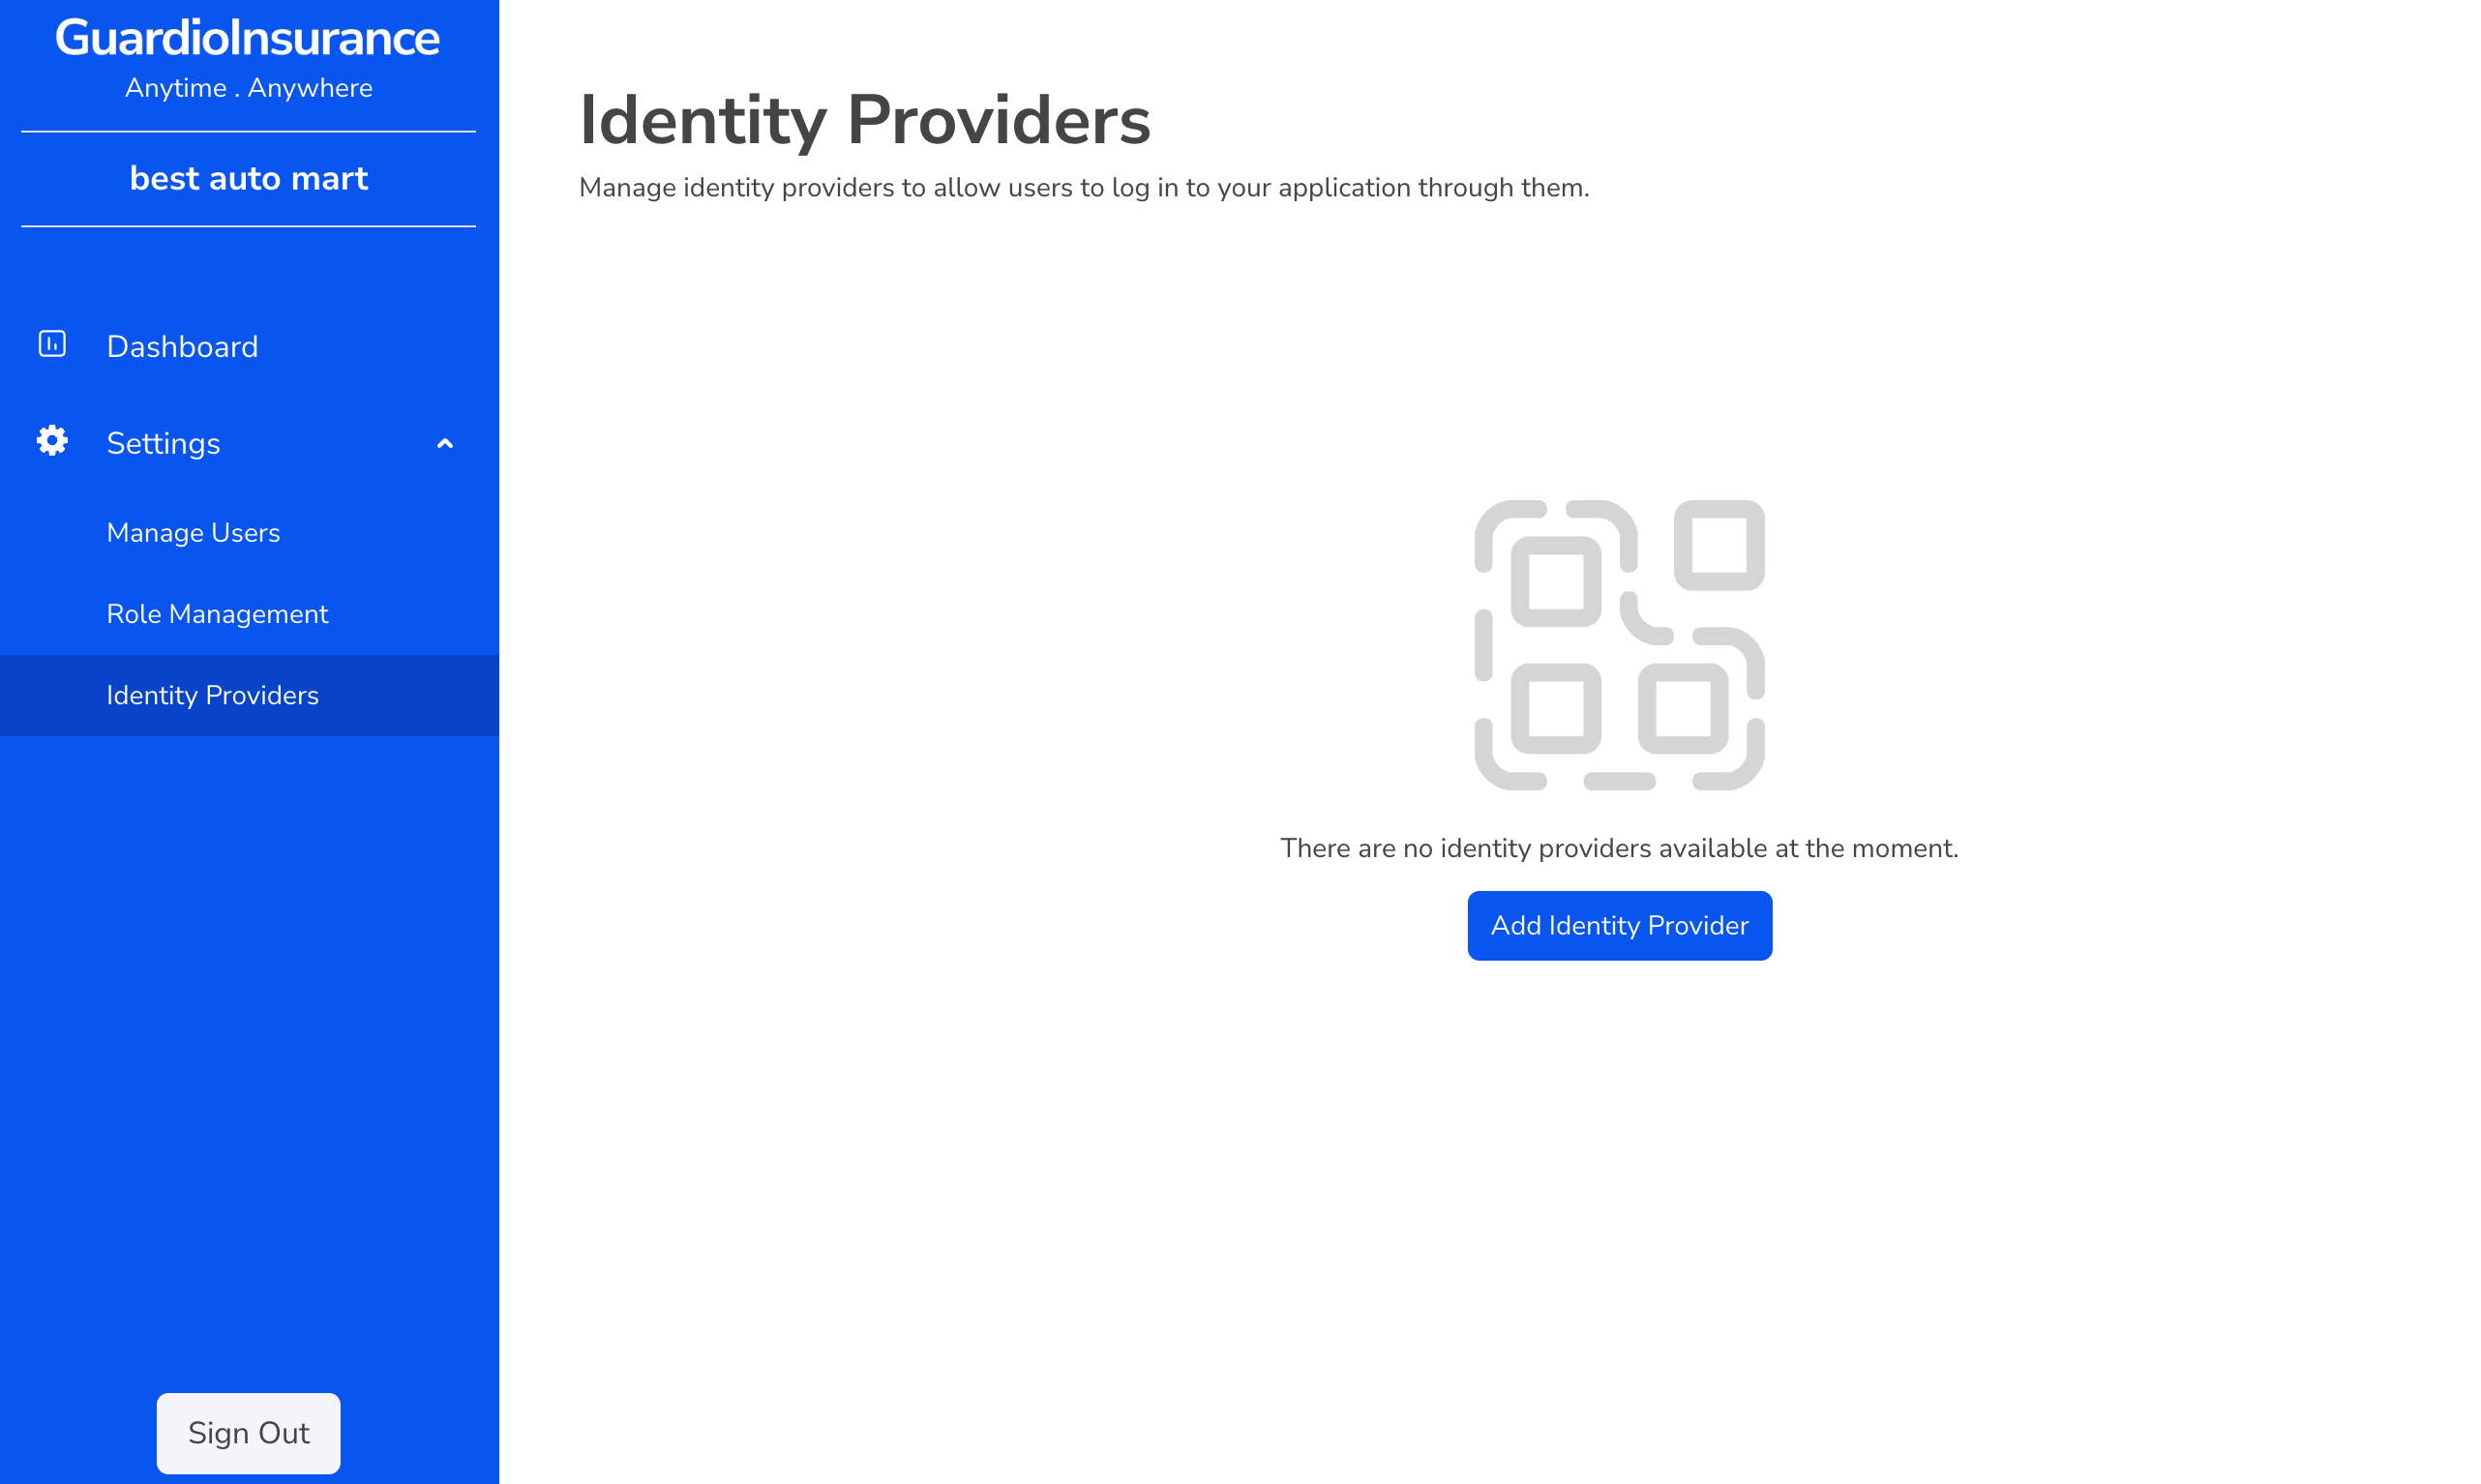 GuardioInsurance
Anytime . Anywhere
best auto mart
Dashboard
Settings
Manage Users
Role Management
Identity Providers
Sign Out
Identity Providers
Manage identity providers to allow users to log in to your application through them.
There are no identity providers available at the moment.
Add Identity Provider